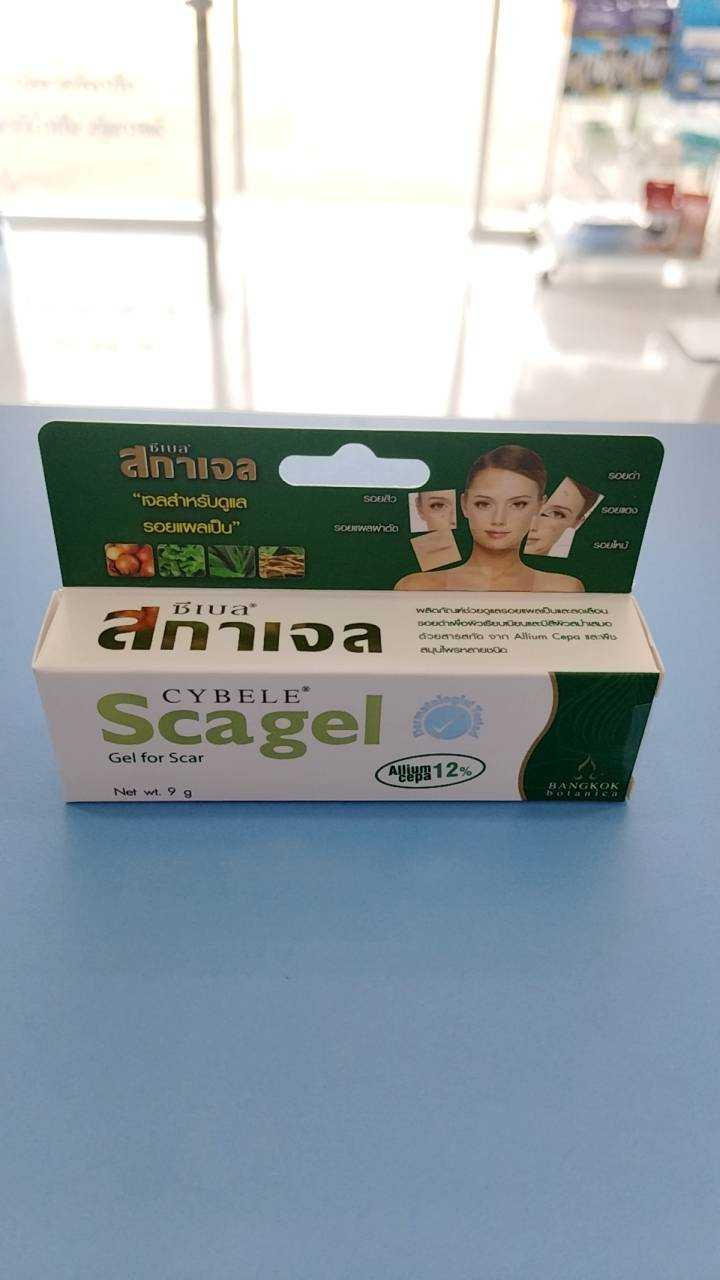 ซีเบล
สกาเจล
"เจลสำหรับดูแล
รอยแผลเป็น"
รอยสิว
รอยแผลผ่าตัด
รอยดำ
รอยแดง
รอยไหม้
ซีเบล®
สกาเจล
ผลิตภัณฑ์ช่วยดูแลรอยแผลเป็นและลดเลือน
รอยดำเพื่อผิวเรียบเนียนและมีสีผิวสม่ำเสมอ
ด้วยสารสกัด จาก Allium Cepa และพืช
สมุนไพรหลายชนิด
CYBELE®
Scagel
Gel for Scar
Dermatologist Tested
Allium
cepa 12%
Net wt. 9 g
BANGKOK
botanica